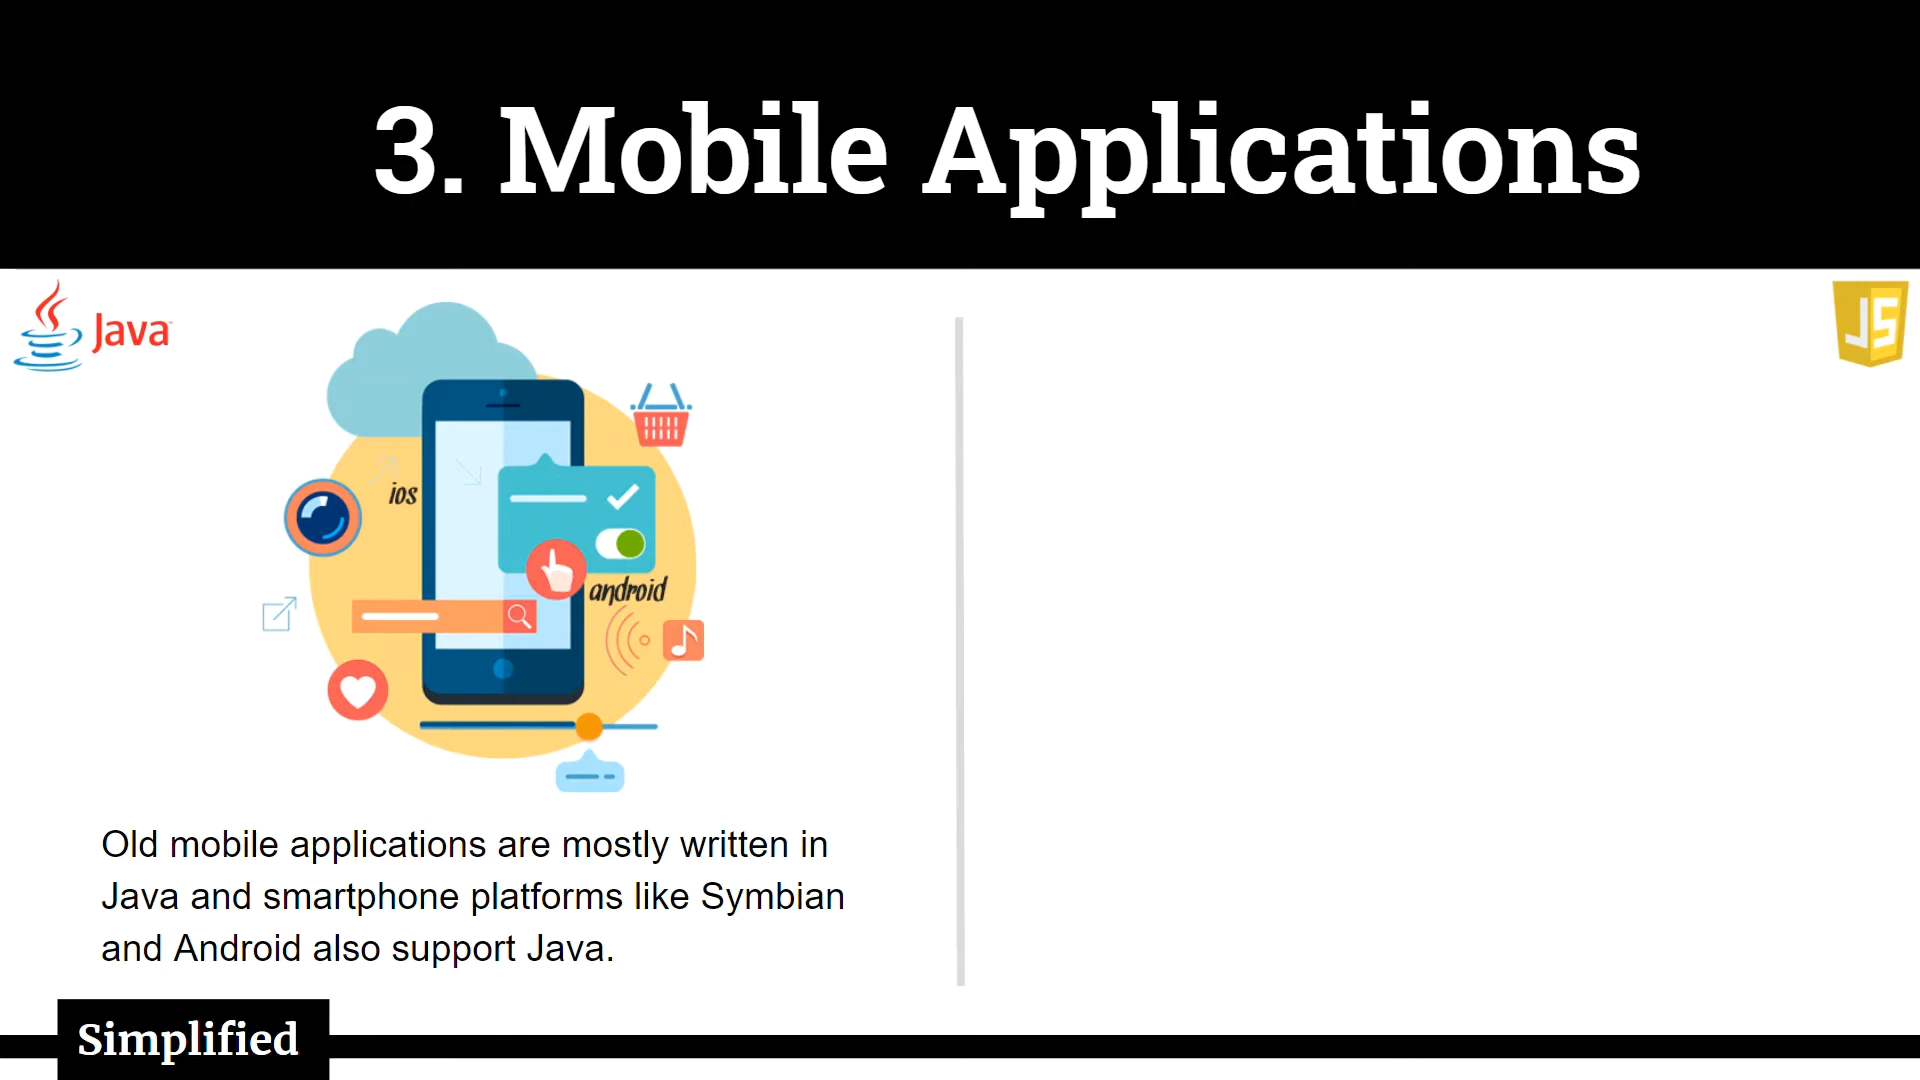 3. Mobile Applications
Java
JS
ios
android
Old mobile applications are mostly written in
Java and smartphone platforms like Symbian
and Android also support Java.
Simplified